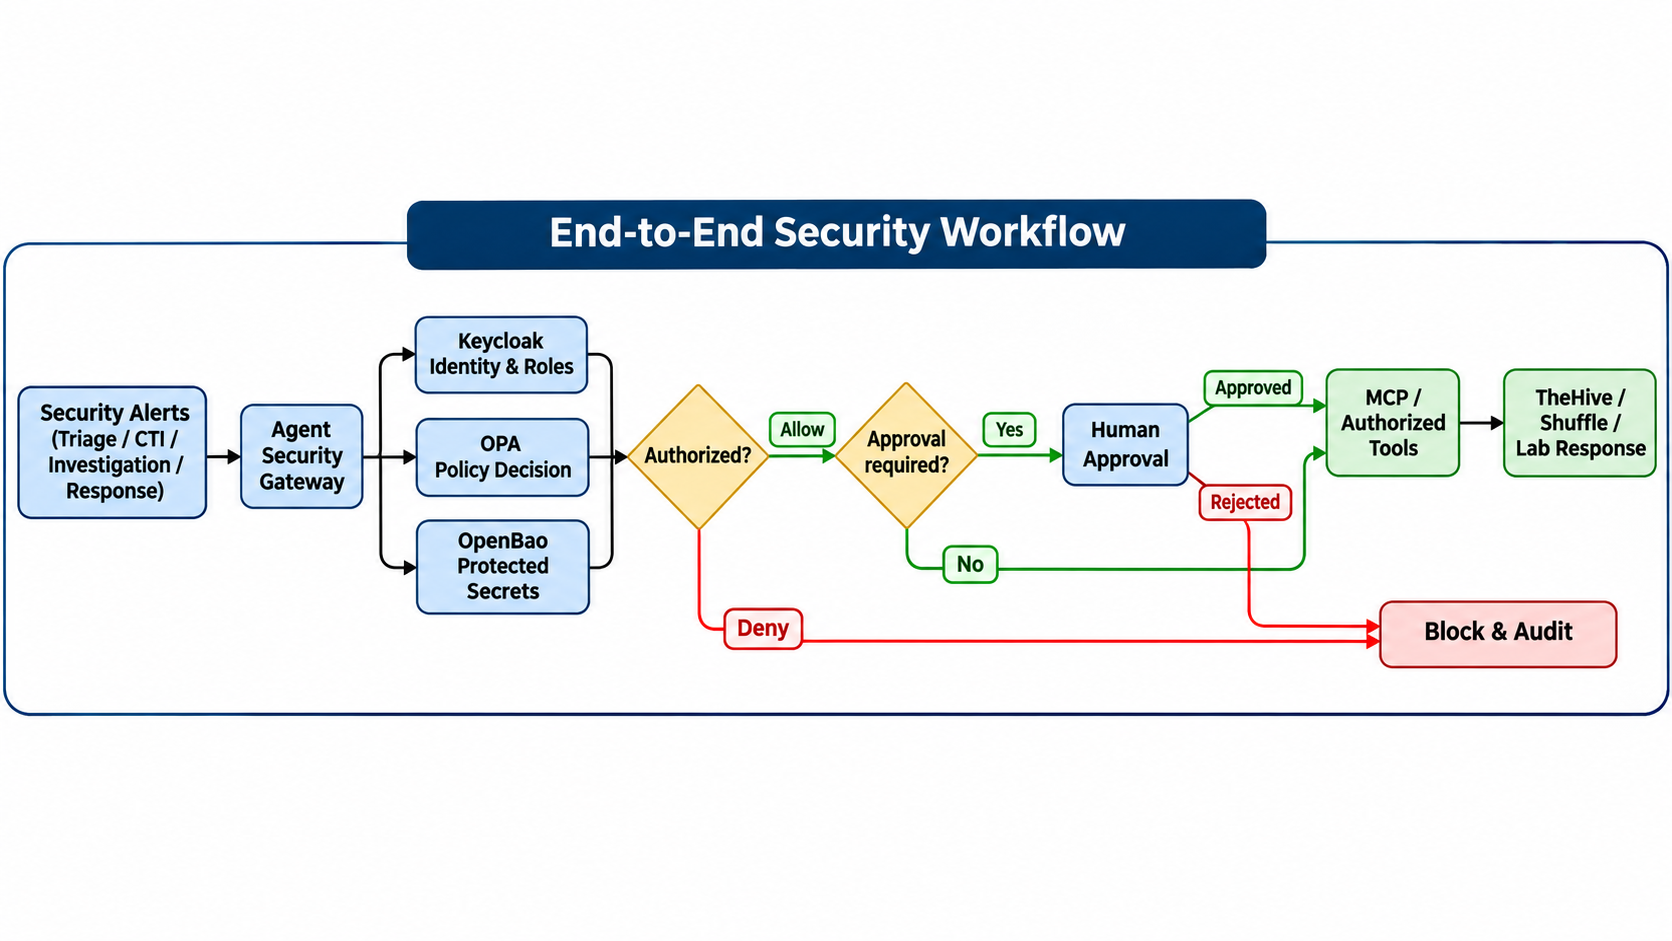 End-to-End Security Workflow
Security Alerts
(Triage / CTI /
Investigation /
Response)
Agent
Security
Gateway
Keycloak
Identity & Roles
OPA
Policy Decision
OpenBao
Protected
Secrets
Authorized?
Allow
Deny
Approval
required?
Yes
No
Human
Approval
Approved
Rejected
MCP /
Authorized
Tools
TheHive /
Shuffle /
Lab Response
Block & Audit